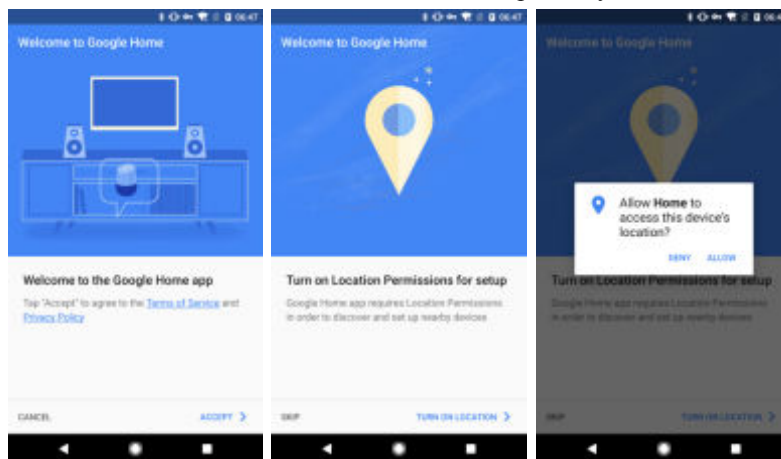 06:47
Welcome to Google Home
Welcome to the Google Home app
Tap "Accept" to agree to the Terms of Service and
Privacy Policy
CANCEL
ACCEPT
06:47
Welcome to Google Home
Turn on Location Permissions for setup
Google Home app requires Location Permissions
in order to discover and set up nearby devices
SKIP
TURN ON LOCATION
Welcome to Google Home
Allow Home to
access this device's
location?
DENY
ALLOW
Turn on Location Permissions for setup
Google Home app requires Location Permissions
in order to discover and set up nearby devices
SKIP
TURN ON LOCATION